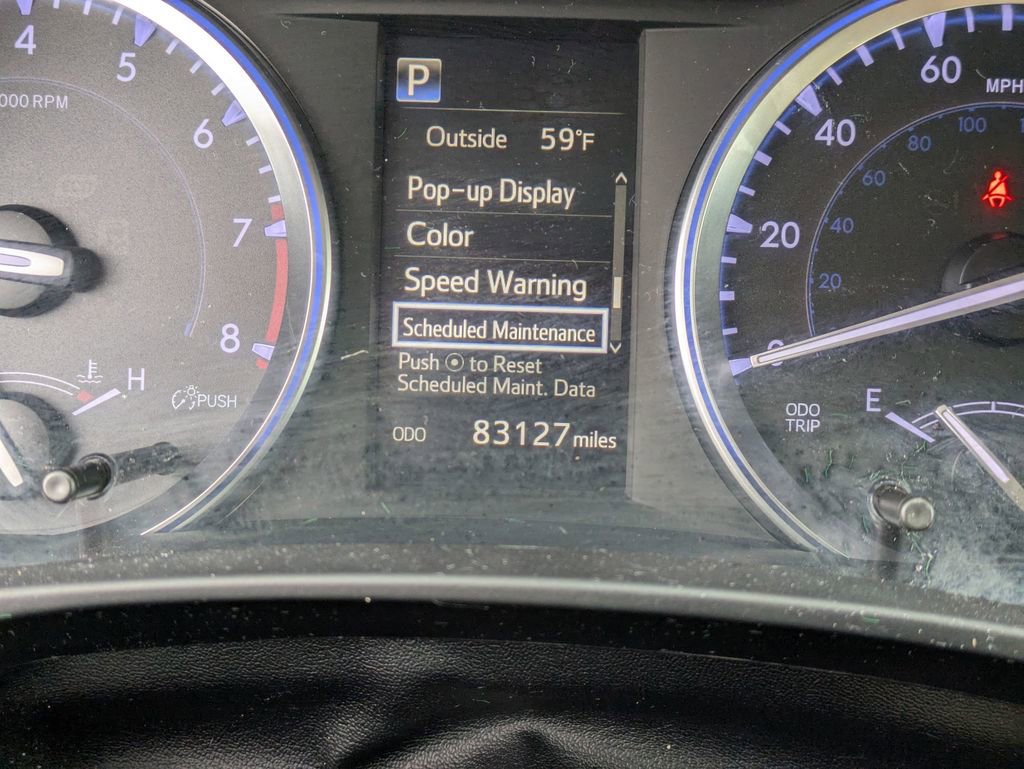 4
5
000 RPM
6
7
8
H
PUSH
P
Outside 59°F
Pop-up Display
Color
Speed Warning
Scheduled Maintenance
Push ⊙ to Reset
Scheduled Maint. Data
ODO 83127 miles
60
MPH
40
100
80
60
20
40
20
0
E
ODO
TRIP